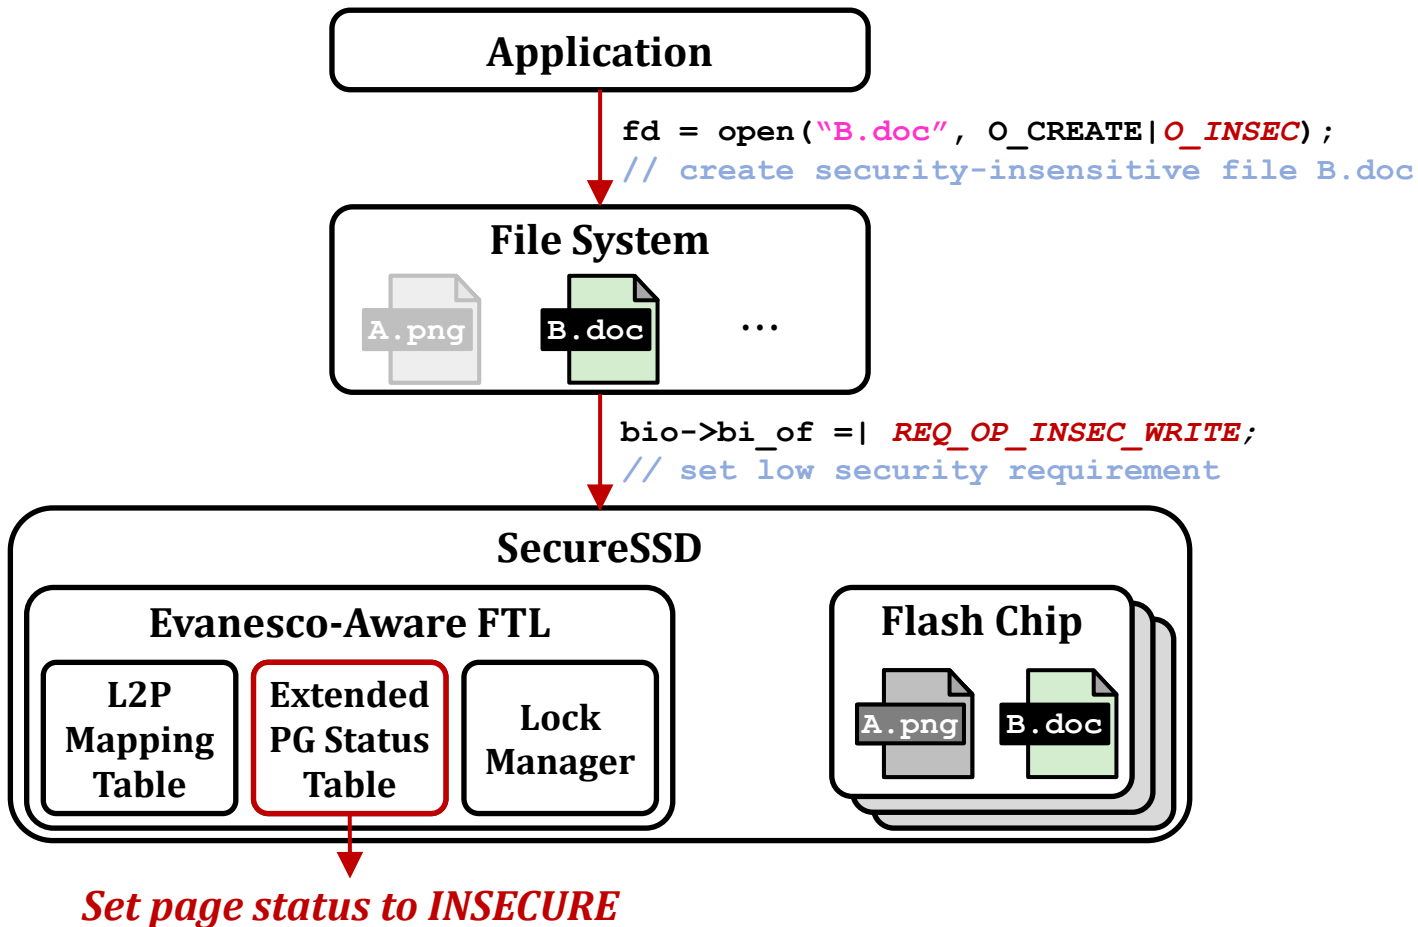 Application
fd = open(“B.doc”, O_CREATE|O_INSEC);
// create security-insensitive file B.doc
File System
A.png
B.doc
...
bio->bi_of =| REQ_OP_INSEC_WRITE;
// set low security requirement
SecureSSD
Evanesco-Aware FTL
L2P
Mapping
Table
Extended
PG Status
Table
Lock
Manager
Flash Chip
A.png
B.doc
Set page status to INSECURE